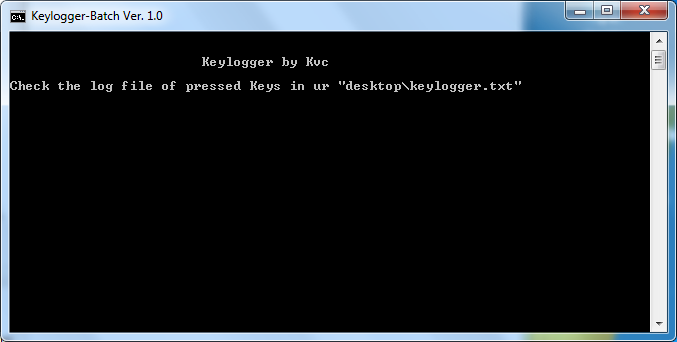 Keylogger-Batch Ver. 1.0
Keylogger by Kvc
Check the log file of pressed Keys in ur "desktop\keylogger.txt"